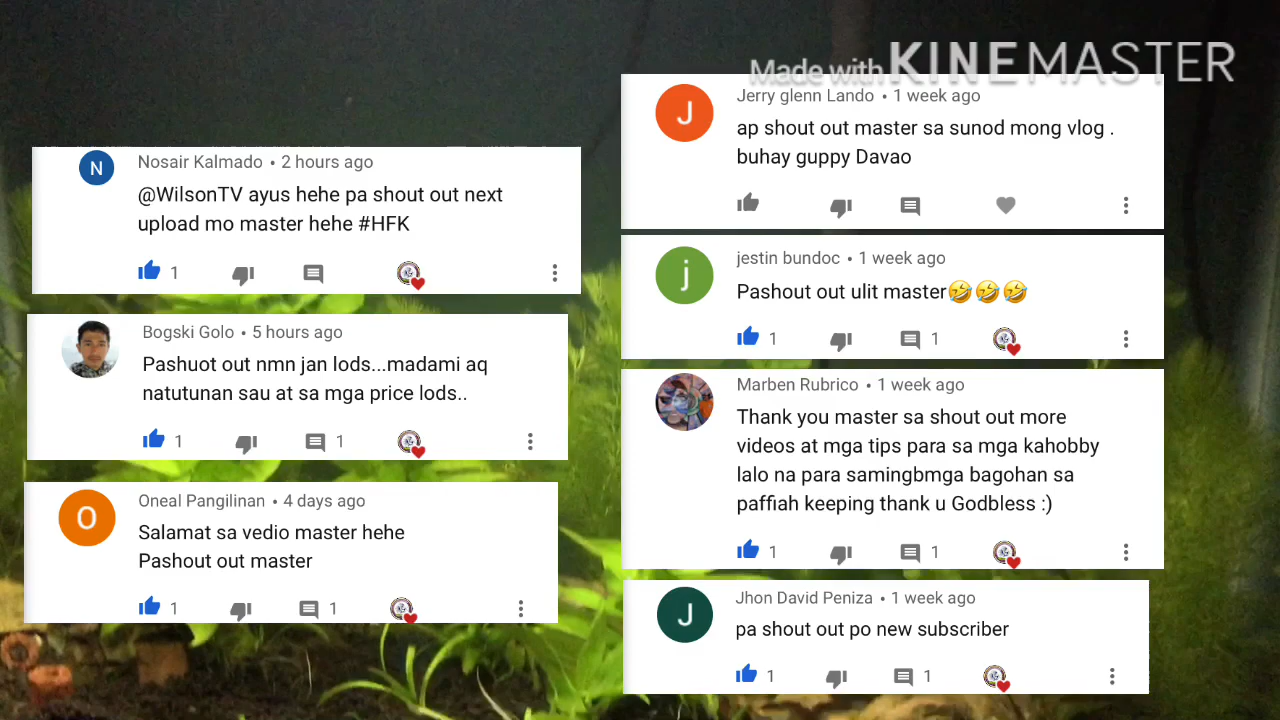 Made with KINEMASTER
N
Nosair Kalmado • 2 hours ago
@WilsonTV ayus hehe pa shout out next
upload mo master hehe #HFK
1
Bogski Golo • 5 hours ago
Pashuot out nmn jan lods...madami aq
natutunan sau at sa mga price lods..
1 1
O
Oneal Pangilinan • 4 days ago
Salamat sa vedio master hehe
Pashout out master
1 1
J
Jerry glenn Lando • 1 week ago
ap shout out master sa sunod mong vlog .
buhay guppy Davao
j
jestin bundoc • 1 week ago
Pashout out ulit master🤣🤣🤣
1 1
Marben Rubrico • 1 week ago
Thank you master sa shout out more
videos at mga tips para sa mga kahobby
lalo na para samingbmga bagohan sa
paffiah keeping thank u Godbless :)
1 1
J
Jhon David Peniza • 1 week ago
pa shout out po new subscriber
1 1